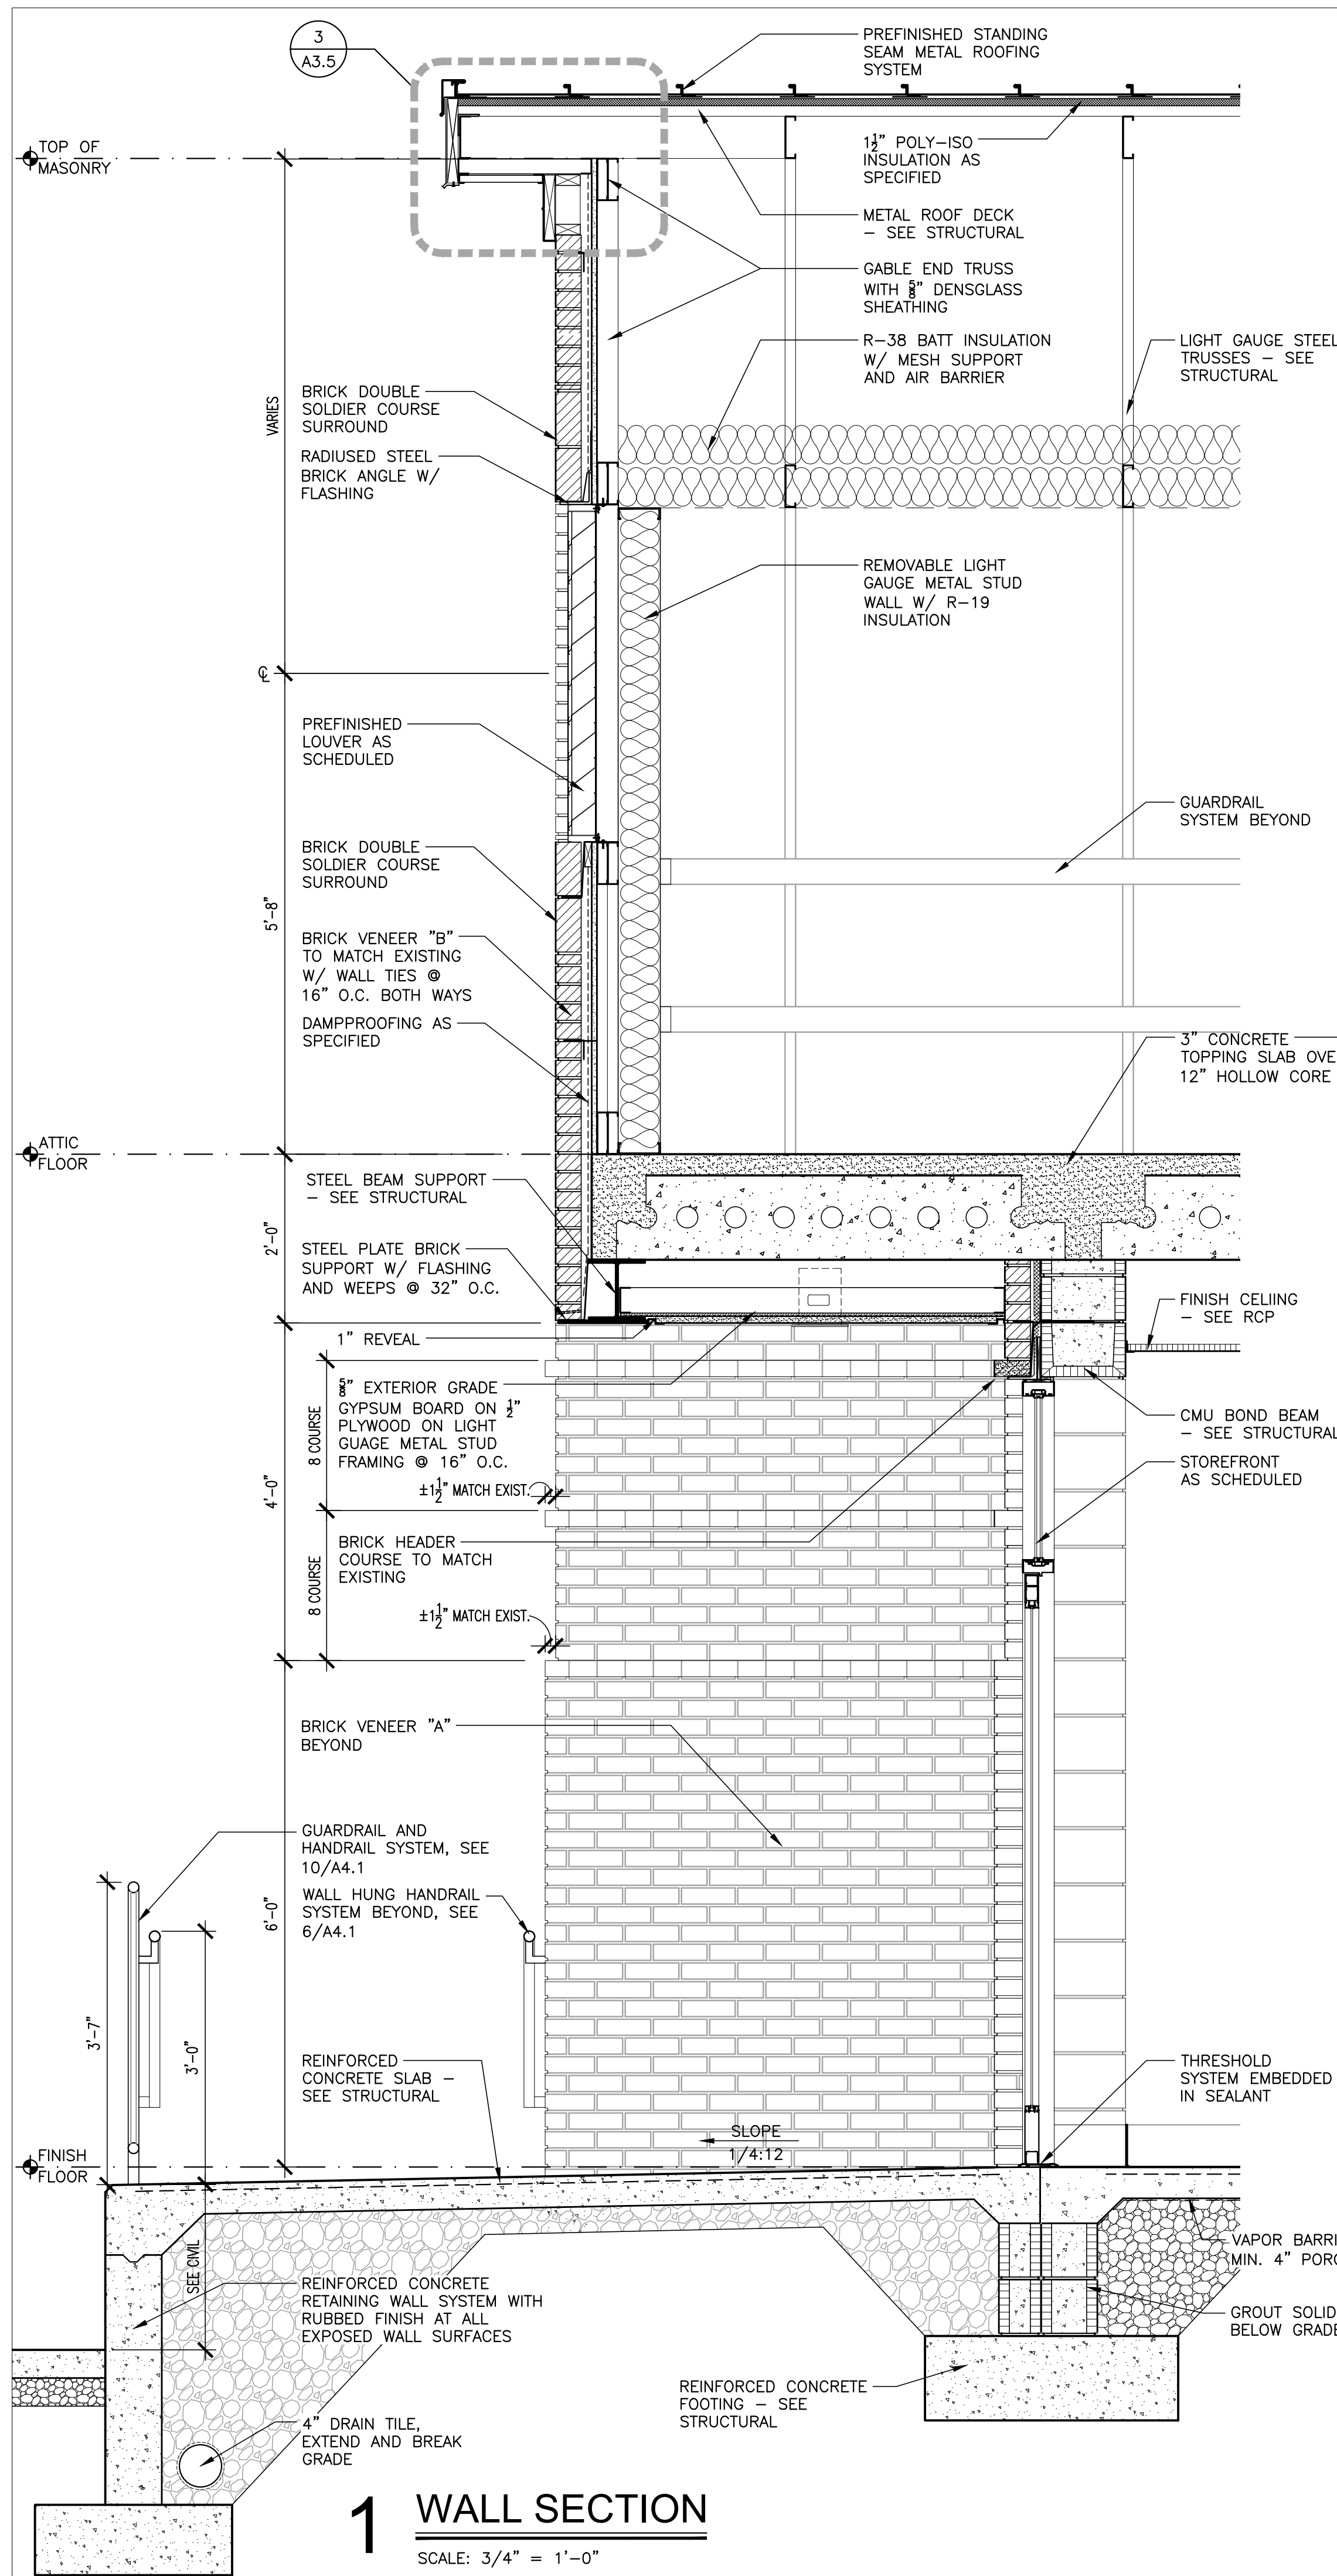 3
A3.5
PREFINISHED STANDING
SEAM METAL ROOFING
SYSTEM
TOP OF
MASONRY
1½" POLY-ISO
INSULATION AS
SPECIFIED
METAL ROOF DECK
- SEE STRUCTURAL
GABLE END TRUSS
WITH ⅝" DENSGLASS
SHEATHING
R-38 BATT INSULATION
W/ MESH SUPPORT
AND AIR BARRIER
LIGHT GAUGE STEEL
TRUSSES - SEE
STRUCTURAL
VARIES
BRICK DOUBLE
SOLDIER COURSE
SURROUND
RADIUSED STEEL
BRICK ANGLE W/
FLASHING
REMOVABLE LIGHT
GAUGE METAL STUD
WALL W/ R-19
INSULATION
℄
PREFINISHED
LOUVER AS
SCHEDULED
GUARDRAIL
SYSTEM BEYOND
BRICK DOUBLE
SOLDIER COURSE
SURROUND
5'-8"
BRICK VENEER "B"
TO MATCH EXISTING
W/ WALL TIES @
16" O.C. BOTH WAYS
DAMPPROOFING AS
SPECIFIED
3" CONCRETE
TOPPING SLAB OVE
12" HOLLOW CORE
ATTIC
FLOOR
STEEL BEAM SUPPORT
- SEE STRUCTURAL
2'-0"
STEEL PLATE BRICK
SUPPORT W/ FLASHING
AND WEEPS @ 32" O.C.
FINISH CELIING
- SEE RCP
1" REVEAL
⅝" EXTERIOR GRADE
GYPSUM BOARD ON ½"
PLYWOOD ON LIGHT
GUAGE METAL STUD
FRAMING @ 16" O.C.
8 COURSE
CMU BOND BEAM
- SEE STRUCTURAL
STOREFRONT
AS SCHEDULED
±1½" MATCH EXIST.
4'-0"
BRICK HEADER
COURSE TO MATCH
EXISTING
8 COURSE
±1½" MATCH EXIST.
BRICK VENEER "A"
BEYOND
GUARDRAIL AND
HANDRAIL SYSTEM, SEE
10/A4.1
WALL HUNG HANDRAIL
SYSTEM BEYOND, SEE
6/A4.1
6'-0"
3'-7"
3'-0"
REINFORCED
CONCRETE SLAB -
SEE STRUCTURAL
THRESHOLD
SYSTEM EMBEDDED
IN SEALANT
SLOPE
1/4:12
FINISH
FLOOR
SEE CIVIL
VAPOR BARRI
MIN. 4" PORO
REINFORCED CONCRETE
RETAINING WALL SYSTEM WITH
RUBBED FINISH AT ALL
EXPOSED WALL SURFACES
GROUT SOLID
BELOW GRADE
REINFORCED CONCRETE
FOOTING - SEE
STRUCTURAL
4" DRAIN TILE,
EXTEND AND BREAK
GRADE
1 WALL SECTION
SCALE: 3/4" = 1'-0"